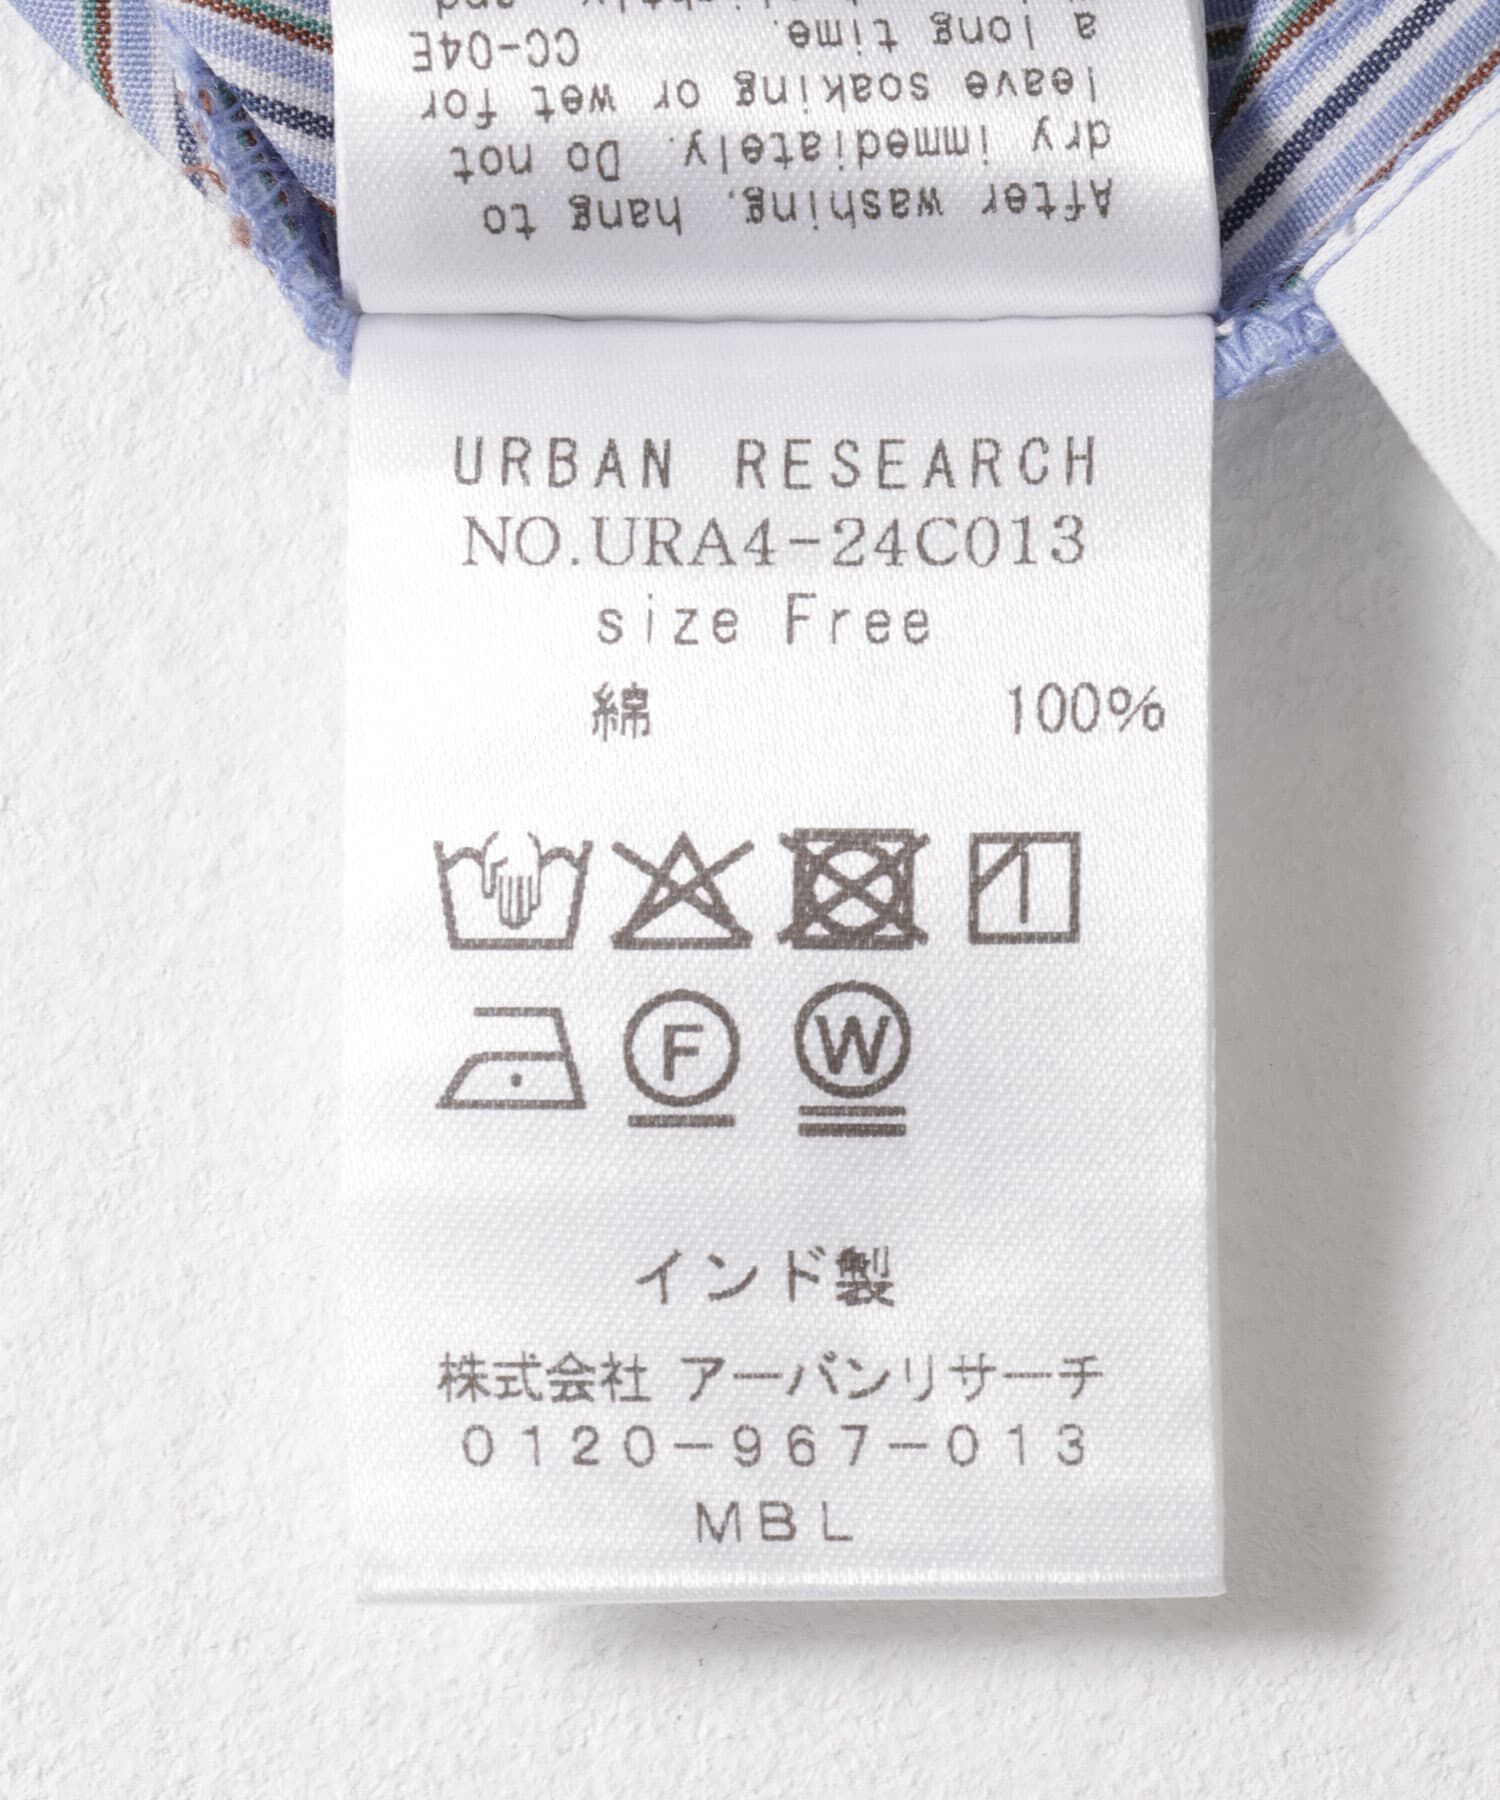 After washing, hang to
dry immediately. Do not
leave soaking or wet for
a long time. CC-04E
URBAN RESEARCH
NO.URA4-24C013
size Free
綿 100%
F W
インド製
株式会社 アーバンリサーチ
0120-967-013
MBL